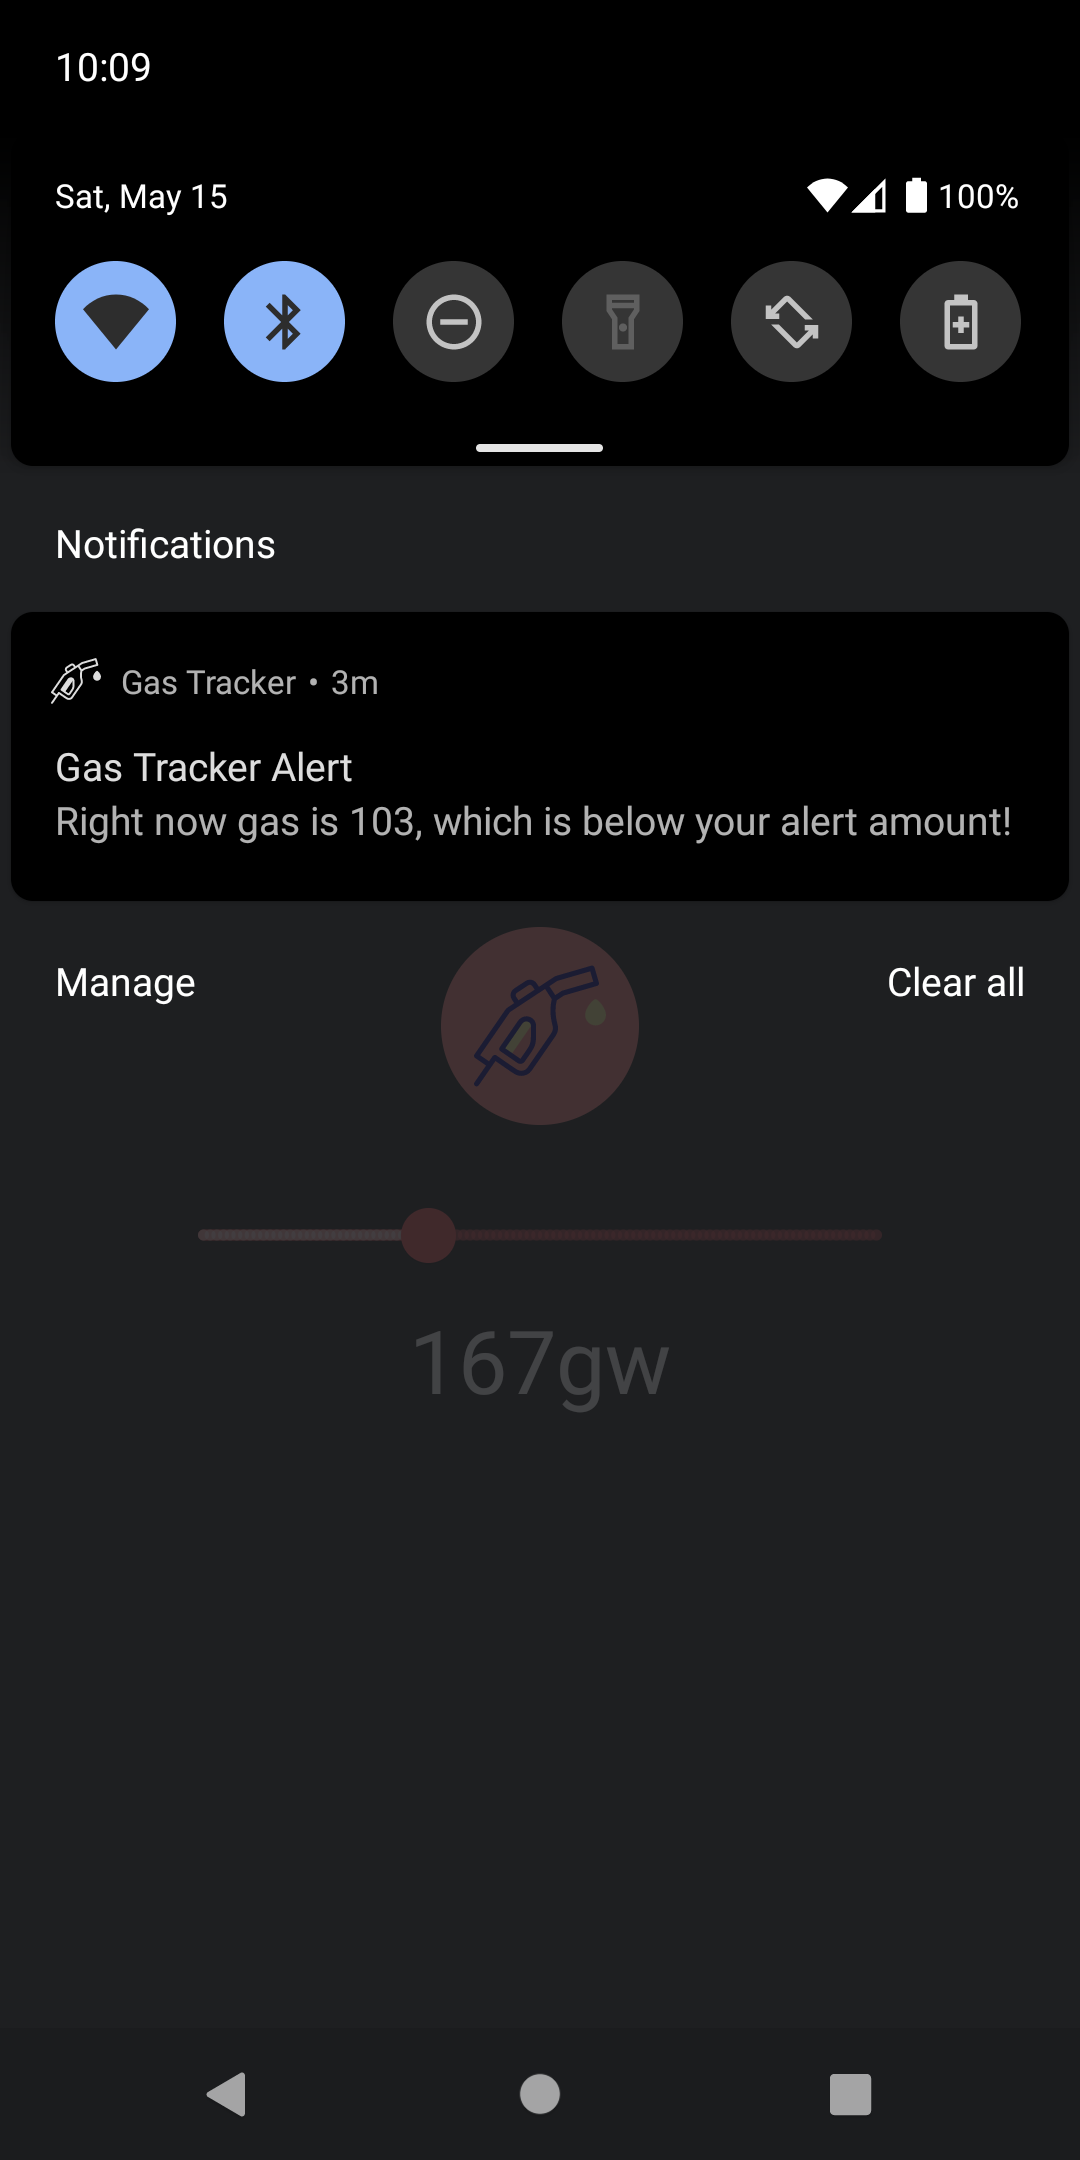 10:09
Sat, May 15 100%
Notifications
Gas Tracker • 3m
Gas Tracker Alert
Right now gas is 103, which is below your alert amount!
Manage Clear all
167gw